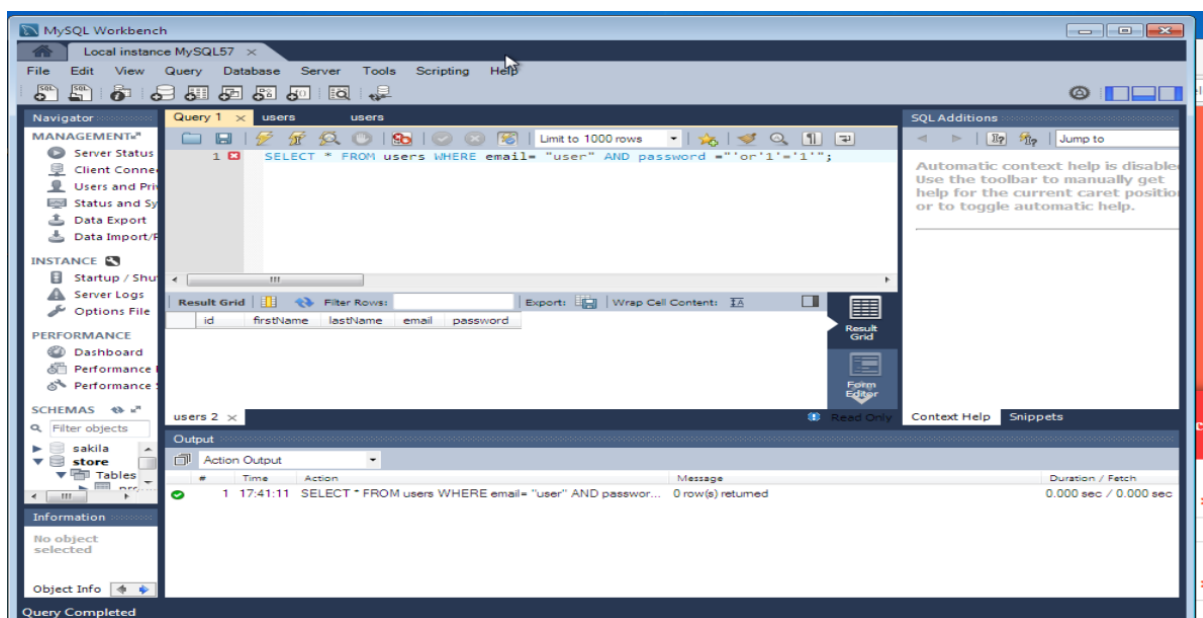 MySQL Workbench
Local instance MySQL57
File Edit View Query Database Server Tools Scripting Help
Navigator
MANAGEMENT
Server Status
Client Conne
Users and Pri
Status and Sy
Data Export
Data Import/
INSTANCE
Startup / Shu
Server Logs
Options File
PERFORMANCE
Dashboard
Performance
Performance
SCHEMAS
Filter objects
sakila
store
Tables
Information
No object
selected
Object Info
Query Completed
Query 1 users users
Limit to 1000 rows
1 SELECT * FROM users WHERE email= "user" AND password ="'or'1'='1'";
Result Grid Filter Rows: Export: Wrap Cell Content:
id firstName lastName email password
Result
Grid
Form
Editor
users 2 Read Only
Output
Action Output
# Time Action Message Duration / Fetch
1 17:41:11 SELECT * FROM users WHERE email= "user" AND passwor... 0 row(s) returned 0.000 sec / 0.000 sec
SQL Additions
Jump to
Automatic context help is disable
Use the toolbar to manually get
help for the current caret positio
or to toggle automatic help.
Context Help Snippets